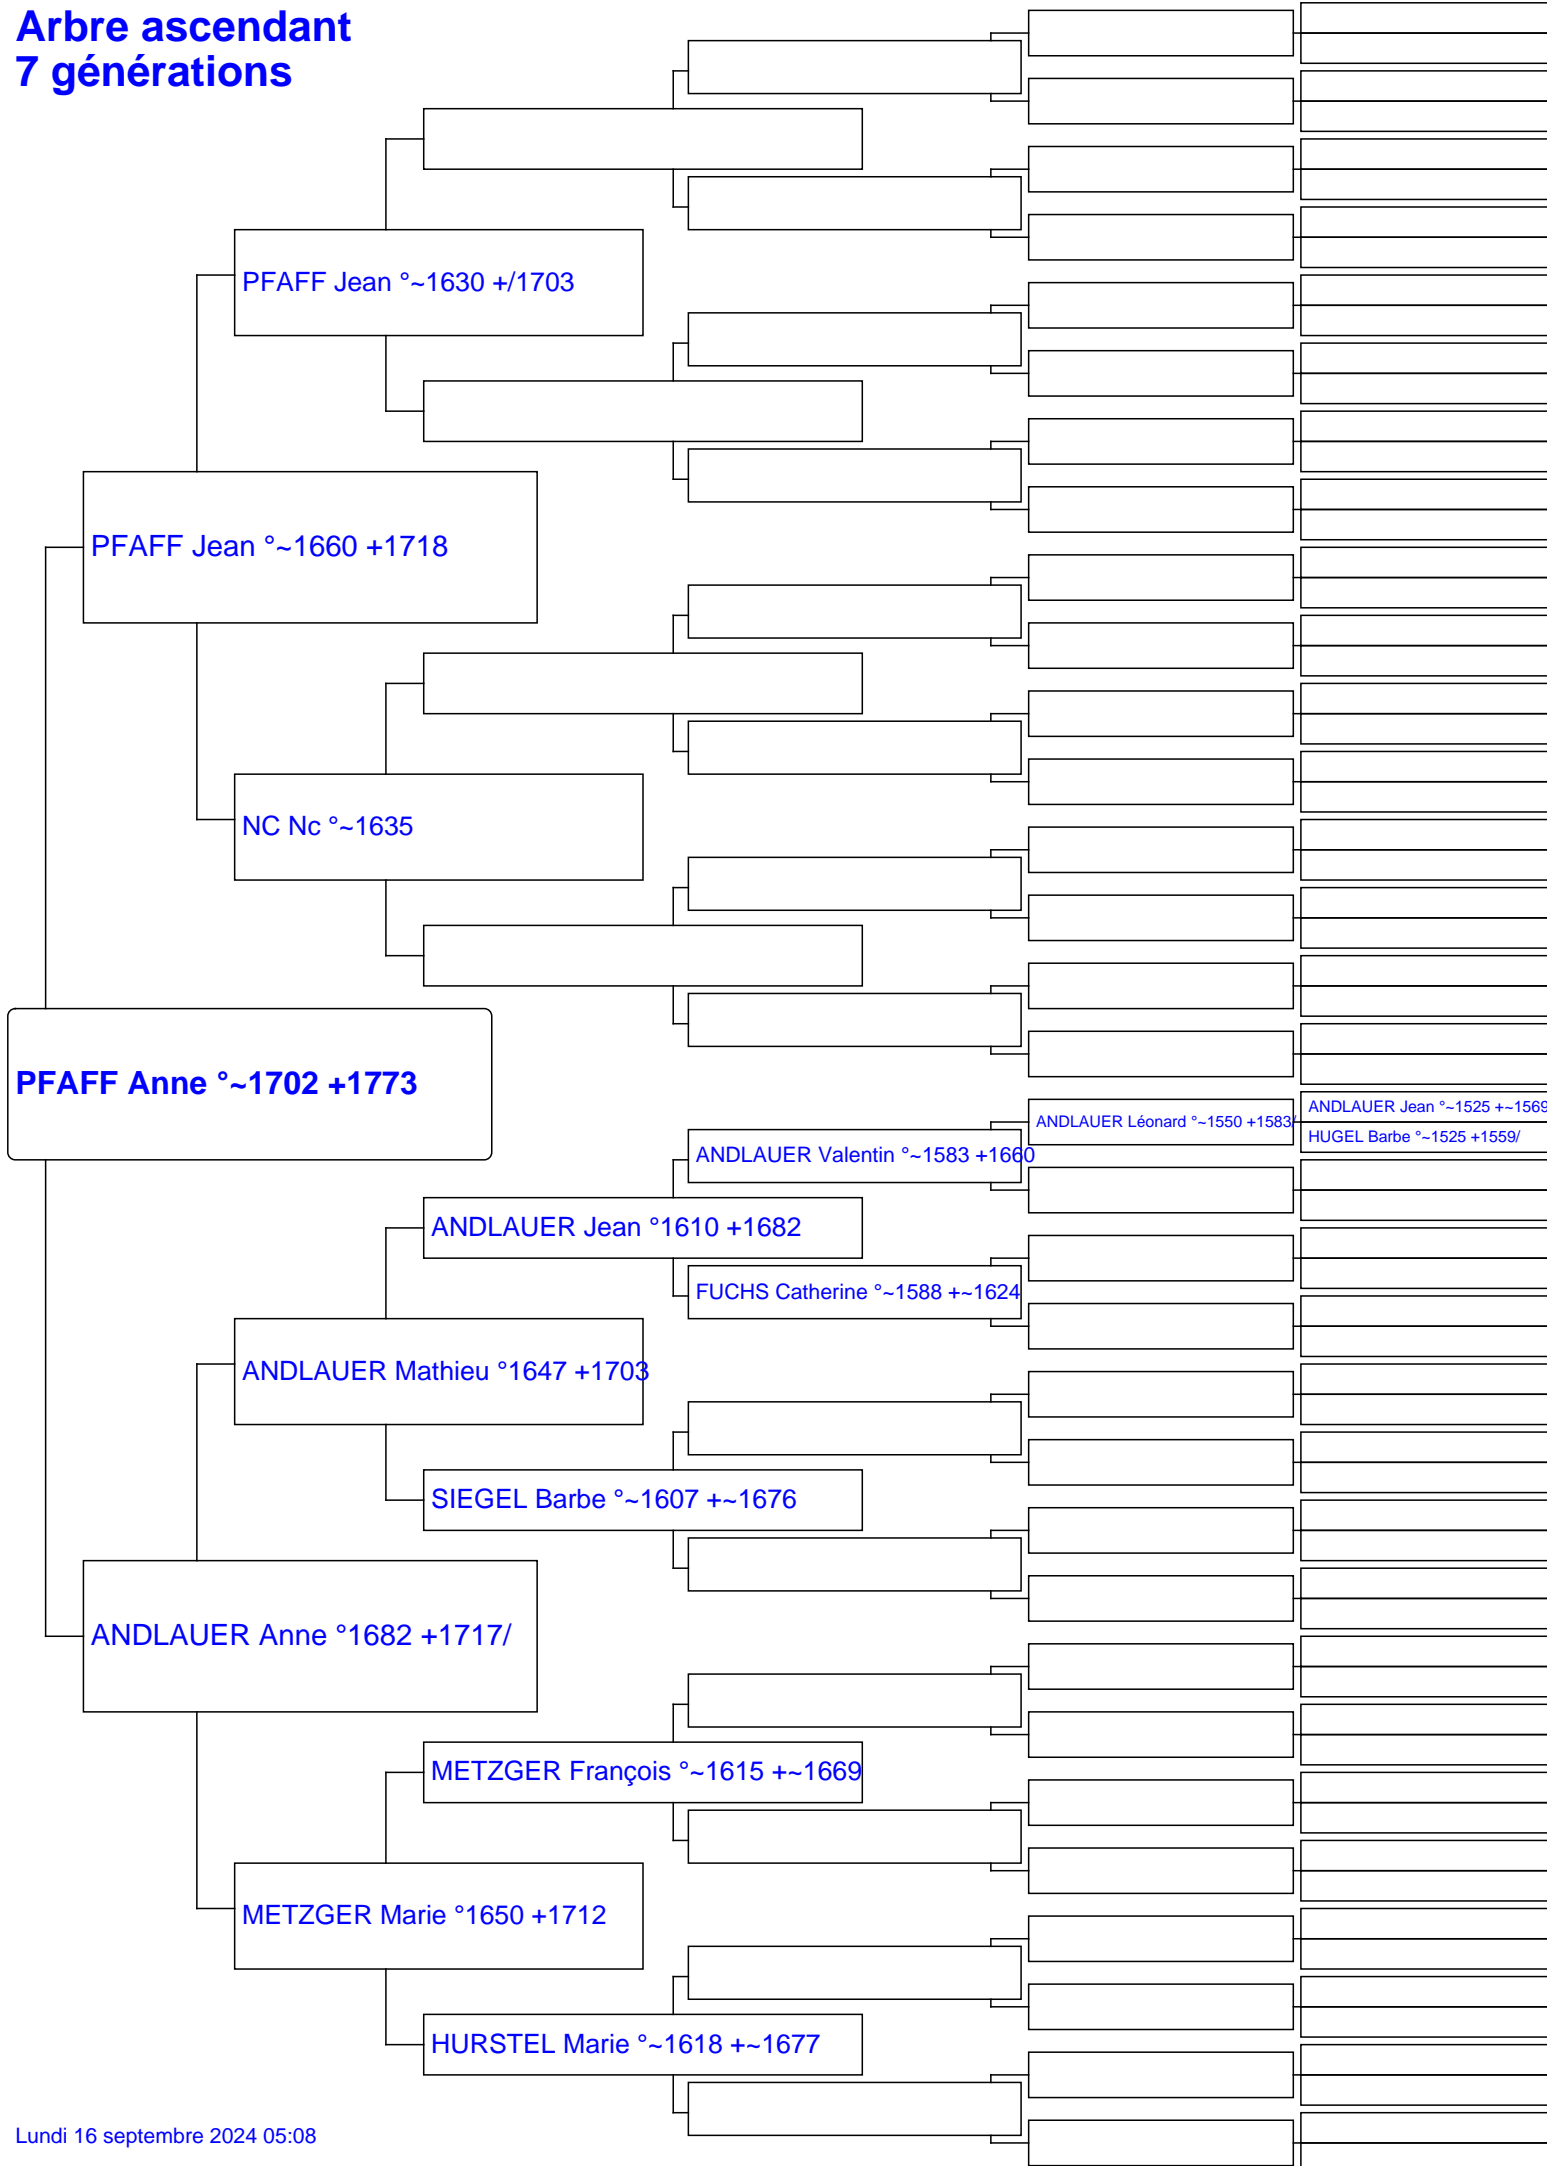 Arbre ascendant
7 générations
PFAFF Jean °~1630 +/1703
PFAFF Jean °~1660 +1718
NC Nc °~1635
PFAFF Anne °~1702 +1773
ANDLAUER Léonard °~1550 +1583/
ANDLAUER Jean °~1525 +~1569
HUGEL Barbe °~1525 +1559/
ANDLAUER Valentin °~1583 +1660
ANDLAUER Jean °1610 +1682
FUCHS Catherine °~1588 +~1624
ANDLAUER Mathieu °1647 +1703
SIEGEL Barbe °~1607 +~1676
ANDLAUER Anne °1682 +1717/
METZGER François °~1615 +~1669
METZGER Marie °1650 +1712
HURSTEL Marie °~1618 +~1677
Lundi 16 septembre 2024 05:08